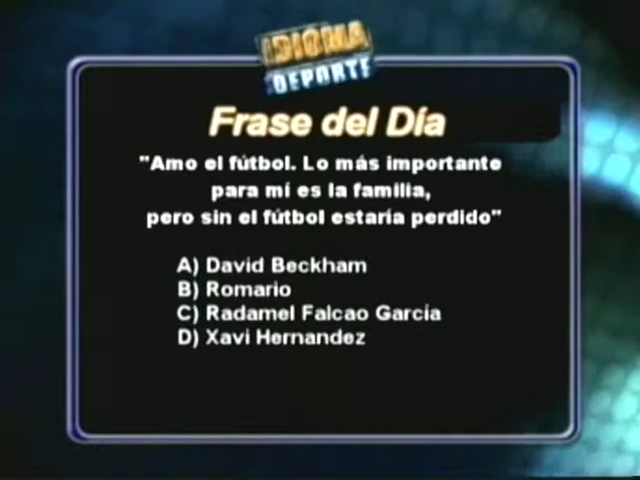 IDIOMA
DEPORTE
Frase del Día
"Amo el fútbol. Lo más importante
para mí es la familia,
pero sin el fútbol estaría perdido"
A) David Beckham
B) Romario
C) Radamel Falcao García
D) Xavi Hernandez